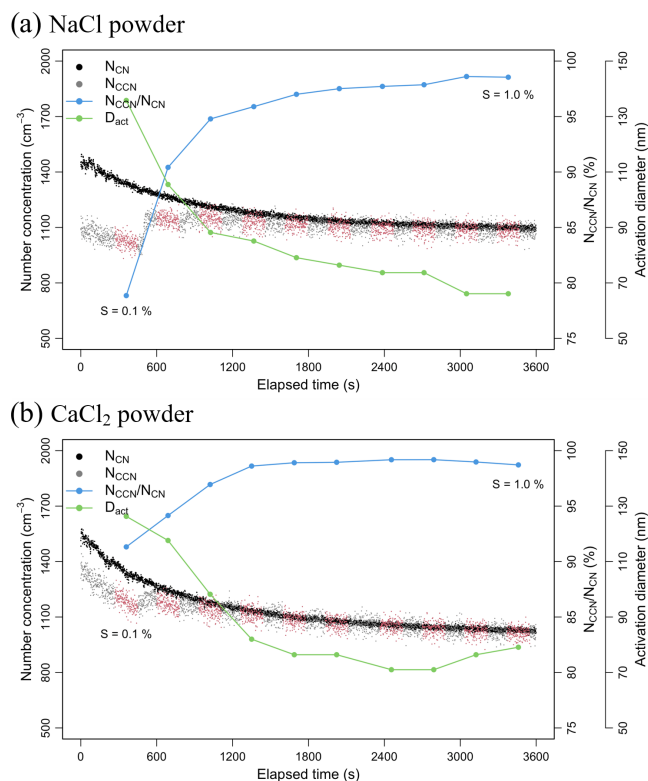 (a) NaCl powder
N_CN
N_CCN
N_CCN/N_CN
D_act
S = 0.1 %
S = 1.0 %
Number concentration (cm⁻³)
500
800
1100
1400
1700
2000
N_CCN/N_CN (%)
75
80
85
90
95
100
Activation diameter (nm)
50
70
90
110
130
150
0
600
1200
1800
2400
3000
3600
Elapsed time (s)
(b) CaCl₂ powder
N_CN
N_CCN
N_CCN/N_CN
D_act
S = 0.1 %
S = 1.0 %
Number concentration (cm⁻³)
500
800
1100
1400
1700
2000
N_CCN/N_CN (%)
75
80
85
90
95
100
Activation diameter (nm)
50
70
90
110
130
150
0
600
1200
1800
2400
3000
3600
Elapsed time (s)